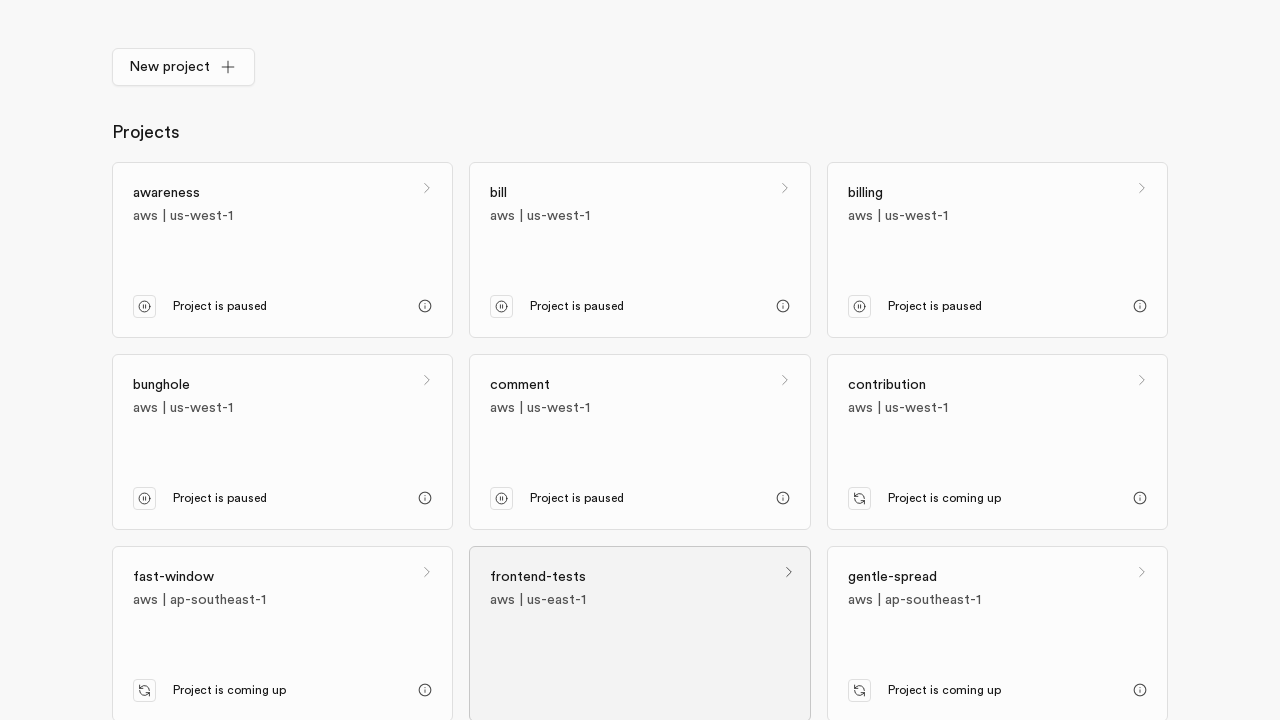 New project
Projects
awareness
aws | us-west-1
Project is paused
bill
aws | us-west-1
Project is paused
billing
aws | us-west-1
Project is paused
bunghole
aws | us-west-1
Project is paused
comment
aws | us-west-1
Project is paused
contribution
aws | us-west-1
Project is coming up
fast-window
aws | ap-southeast-1
Project is coming up
frontend-tests
aws | us-east-1
gentle-spread
aws | ap-southeast-1
Project is coming up